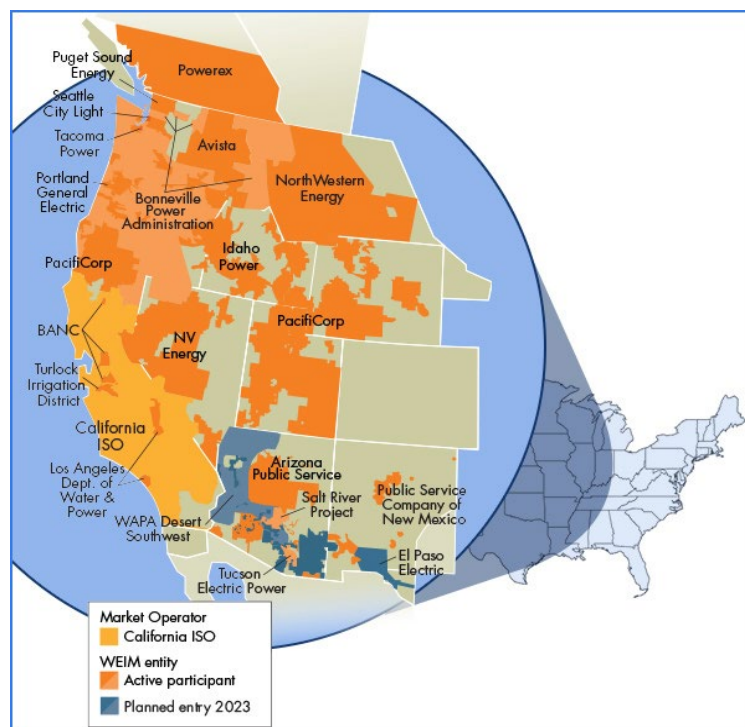 Puget Sound
Energy
Powerex
Seattle
City Light
Tacoma
Power
Avista
Portland
General
Electric
Bonneville
Power
Administration
NorthWestern
Energy
PacifiCorp
Idaho
Power
BANC
NV
Energy
PacifiCorp
Turlock
Irrigation
District
California
ISO
Los Angeles
Dept. of
Water &
Power
Arizona
Public Service
Salt River
Project
Public Service
Company of
New Mexico
WAPA Desert
Southwest
El Paso
Electric
Tucson
Electric Power
Market Operator
California ISO
WEIM entity
Active participant
Planned entry 2023